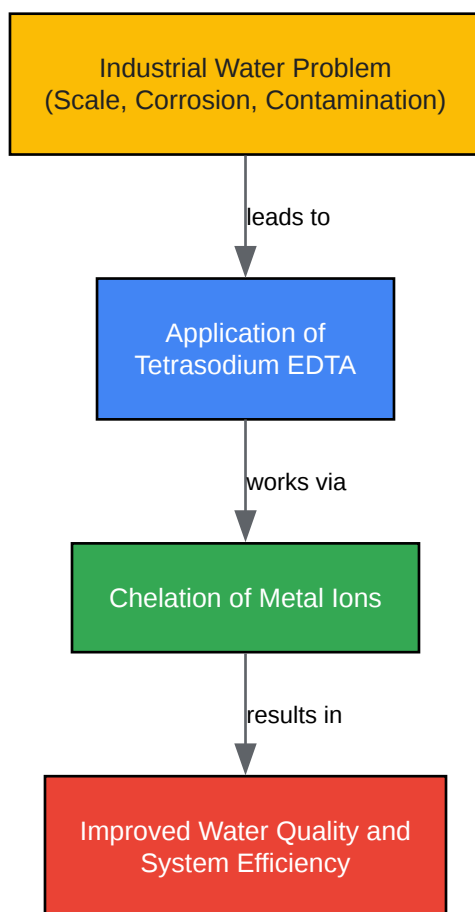 Industrial Water Problem
(Scale, Corrosion, Contamination)
leads to
Application of
Tetrasodium EDTA
works via
Chelation of Metal Ions
results in
Improved Water Quality and
System Efficiency